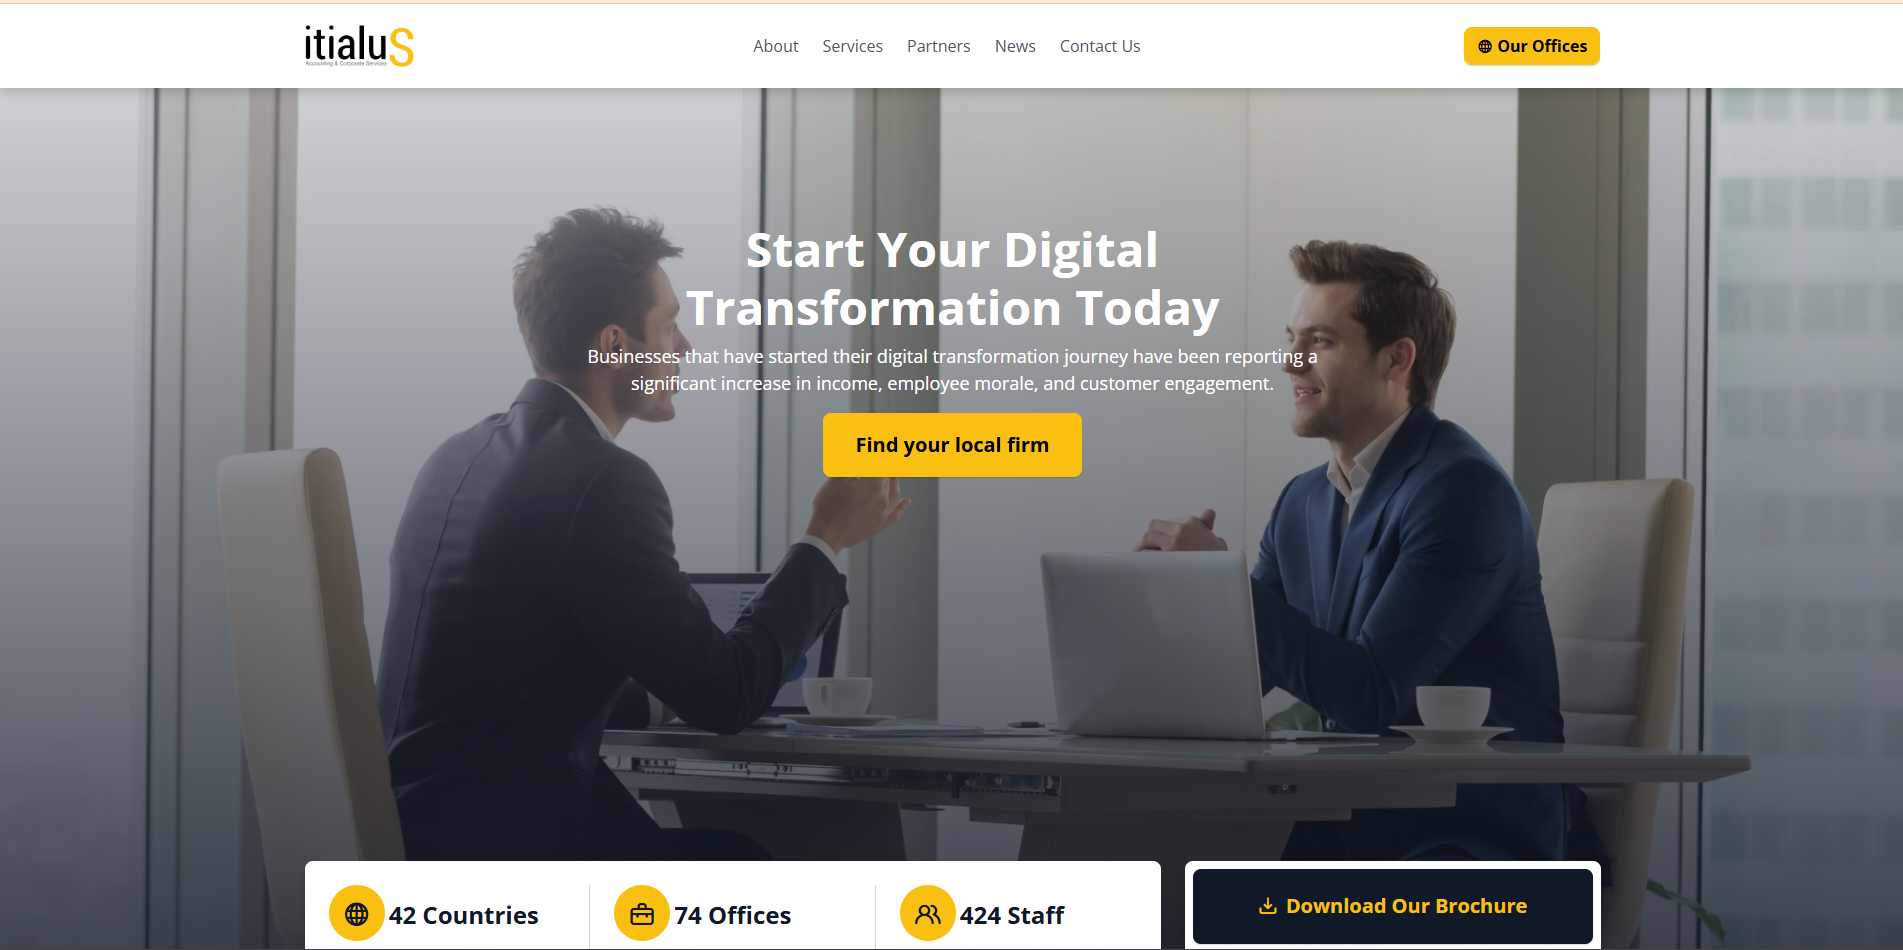 itialuS
Accounting & Corporate Services
About
Services
Partners
News
Contact Us
Our Offices
Start Your Digital
Transformation Today
Businesses that have started their digital transformation journey have been reporting a
significant increase in income, employee morale, and customer engagement.
Find your local firm
42 Countries
74 Offices
424 Staff
Download Our Brochure